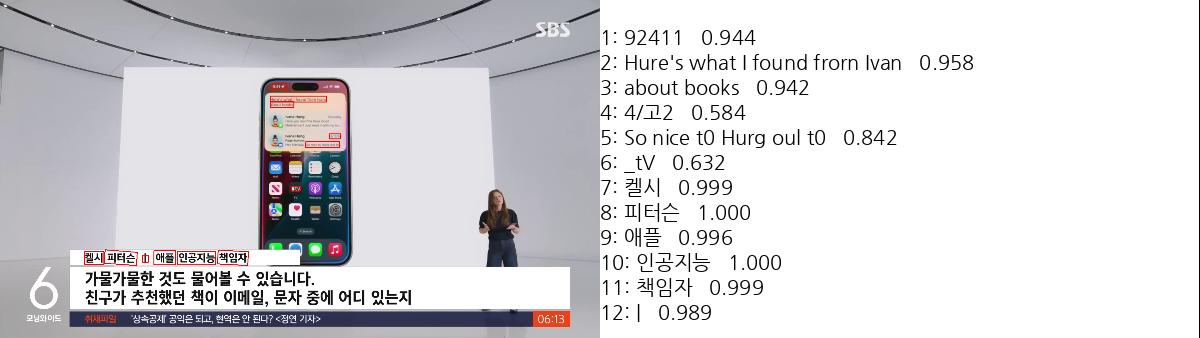 SBS
켈시 피터슨 | 애플 인공지능 책임자
가물가물한 것도 물어볼 수 있습니다.
친구가 추천했던 책이 이메일, 문자 중에 어디 있는지
6
모닝와이드
취재파일 '상속공제' 공익은 되고, 현역은 안 된다? <정연 기자>
06:13
1: 92411 0.944
2: Hure's what I found frorn Ivan 0.958
3: about books 0.942
4: 4/고2 0.584
5: So nice t0 Hurg oul t0 0.842
6: _tV 0.632
7: 켈시 0.999
8: 피터슨 1.000
9: 애플 0.996
10: 인공지능 1.000
11: 책임자 0.999
12: | 0.989